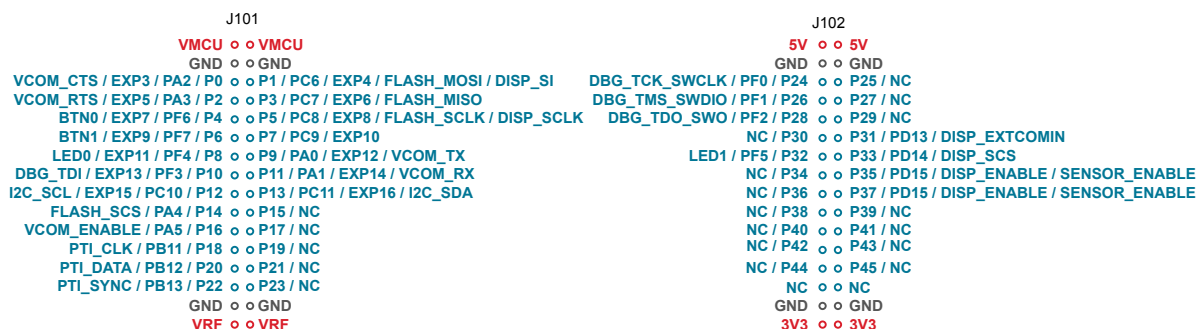 J101
VMCU VMCU
GND GND
VCOM_CTS / EXP3 / PA2 / P0 P1 / PC6 / EXP4 / FLASH_MOSI / DISP_SI
VCOM_RTS / EXP5 / PA3 / P2 P3 / PC7 / EXP6 / FLASH_MISO
BTN0 / EXP7 / PF6 / P4 P5 / PC8 / EXP8 / FLASH_SCLK / DISP_SCLK
BTN1 / EXP9 / PF7 / P6 P7 / PC9 / EXP10
LED0 / EXP11 / PF4 / P8 P9 / PA0 / EXP12 / VCOM_TX
DBG_TDI / EXP13 / PF3 / P10 P11 / PA1 / EXP14 / VCOM_RX
I2C_SCL / EXP15 / PC10 / P12 P13 / PC11 / EXP16 / I2C_SDA
FLASH_SCS / PA4 / P14 P15 / NC
VCOM_ENABLE / PA5 / P16 P17 / NC
PTI_CLK / PB11 / P18 P19 / NC
PTI_DATA / PB12 / P20 P21 / NC
PTI_SYNC / PB13 / P22 P23 / NC
GND GND
VRF VRF
J102
5V 5V
GND GND
DBG_TCK_SWCLK / PF0 / P24 P25 / NC
DBG_TMS_SWDIO / PF1 / P26 P27 / NC
DBG_TDO_SWO / PF2 / P28 P29 / NC
NC / P30 P31 / PD13 / DISP_EXTCOMIN
LED1 / PF5 / P32 P33 / PD14 / DISP_SCS
NC / P34 P35 / PD15 / DISP_ENABLE / SENSOR_ENABLE
NC / P36 P37 / PD15 / DISP_ENABLE / SENSOR_ENABLE
NC / P38 P39 / NC
NC / P40 P41 / NC
NC / P42 P43 / NC
NC / P44 P45 / NC
NC NC
GND GND
3V3 3V3